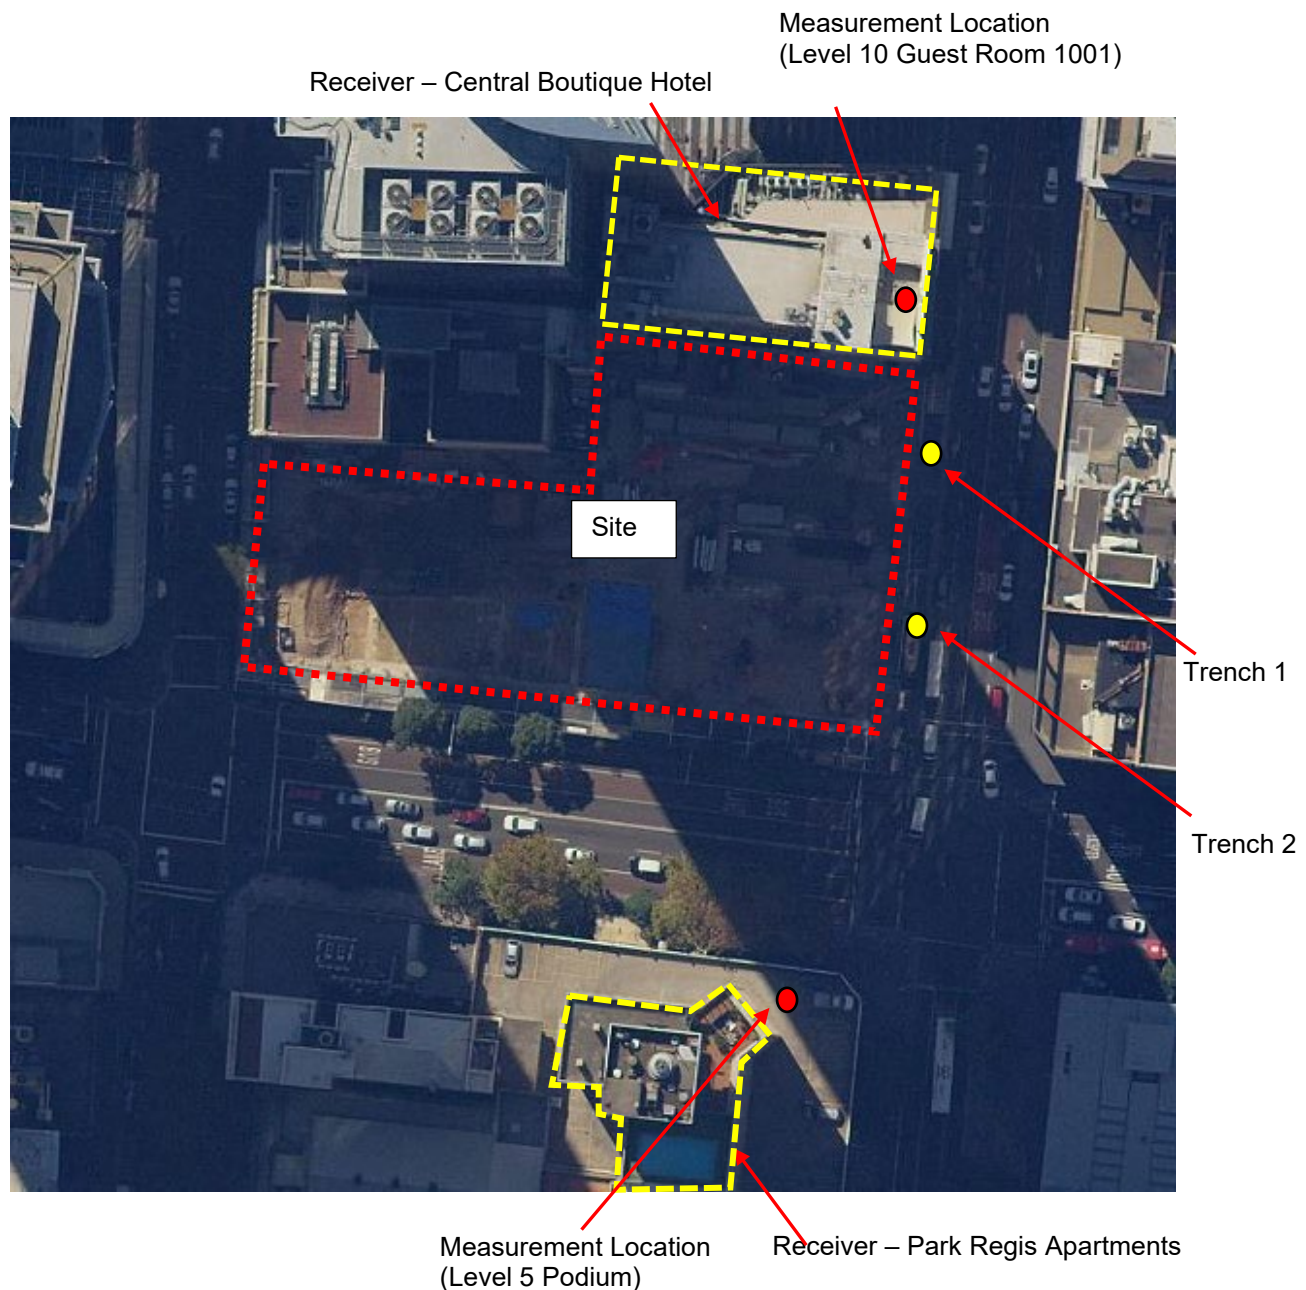 Measurement Location
(Level 10 Guest Room 1001)
Receiver – Central Boutique Hotel
Site
Trench 1
Trench 2
Measurement Location
(Level 5 Podium)
Receiver – Park Regis Apartments